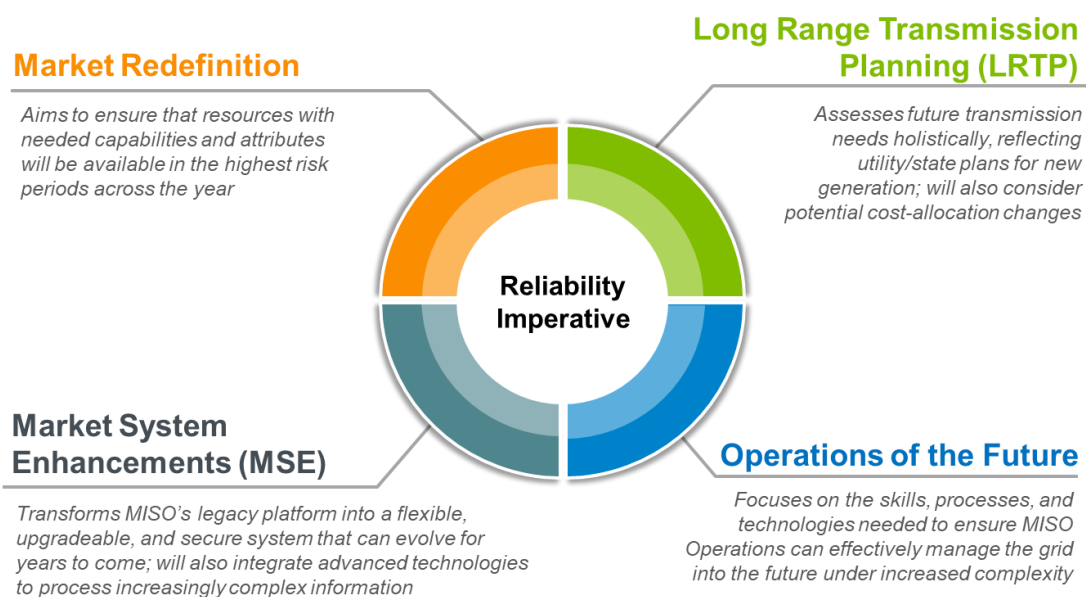 Market Redefinition
Aims to ensure that resources with
needed capabilities and attributes
will be available in the highest risk
periods across the year
Long Range Transmission
Planning (LRTP)
Assesses future transmission
needs holistically, reflecting
utility/state plans for new
generation; will also consider
potential cost-allocation changes
Reliability
Imperative
Market System
Enhancements (MSE)
Transforms MISO's legacy platform into a flexible,
upgradeable, and secure system that can evolve for
years to come; will also integrate advanced technologies
to process increasingly complex information
Operations of the Future
Focuses on the skills, processes, and
technologies needed to ensure MISO
Operations can effectively manage the grid
into the future under increased complexity